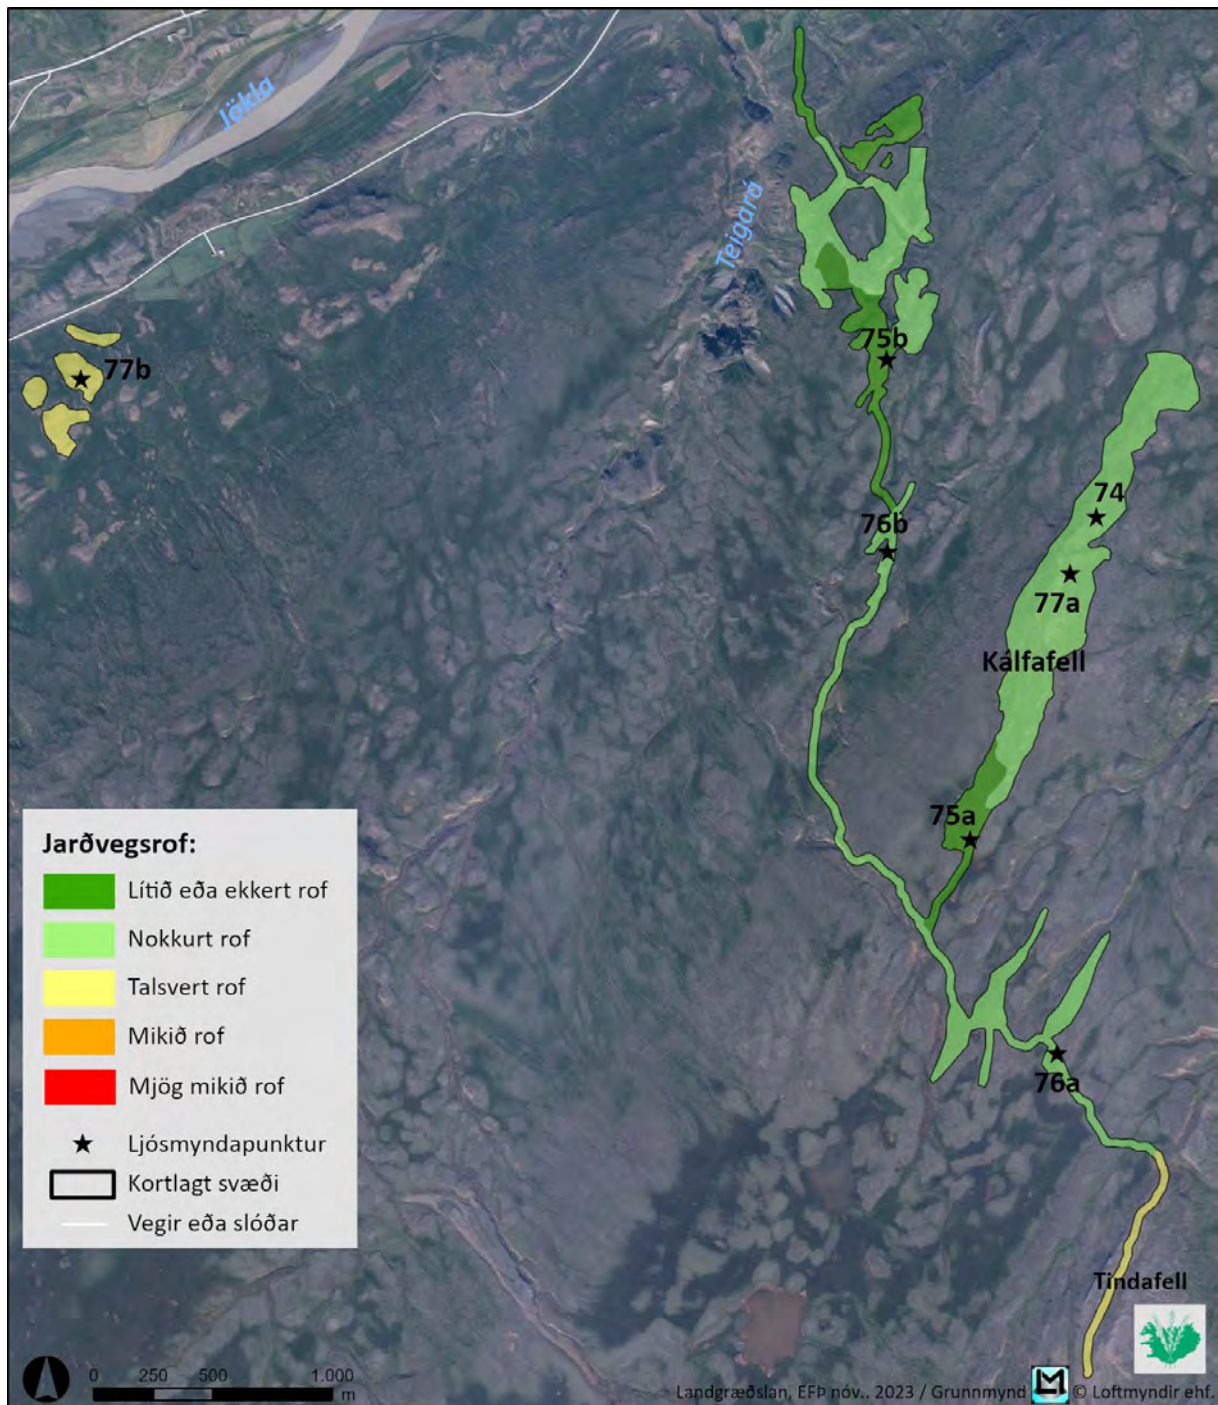 Jökla
Teigará
77b
75b
74
76b
77a
Kálfafell
75a
76a
Tindafell
Jarðvegsrof:
Lítið eða ekkert rof
Nokkurt rof
Talsvert rof
Mikið rof
Mjög mikið rof
Ljósmyndapunktur
Kortlagt svæði
Vegir eða slóðar
0 250 500 1.000
m
Landgræðslan, EFÞ nóv.. 2023 / Grunnmynd LM © Loftmyndir ehf.